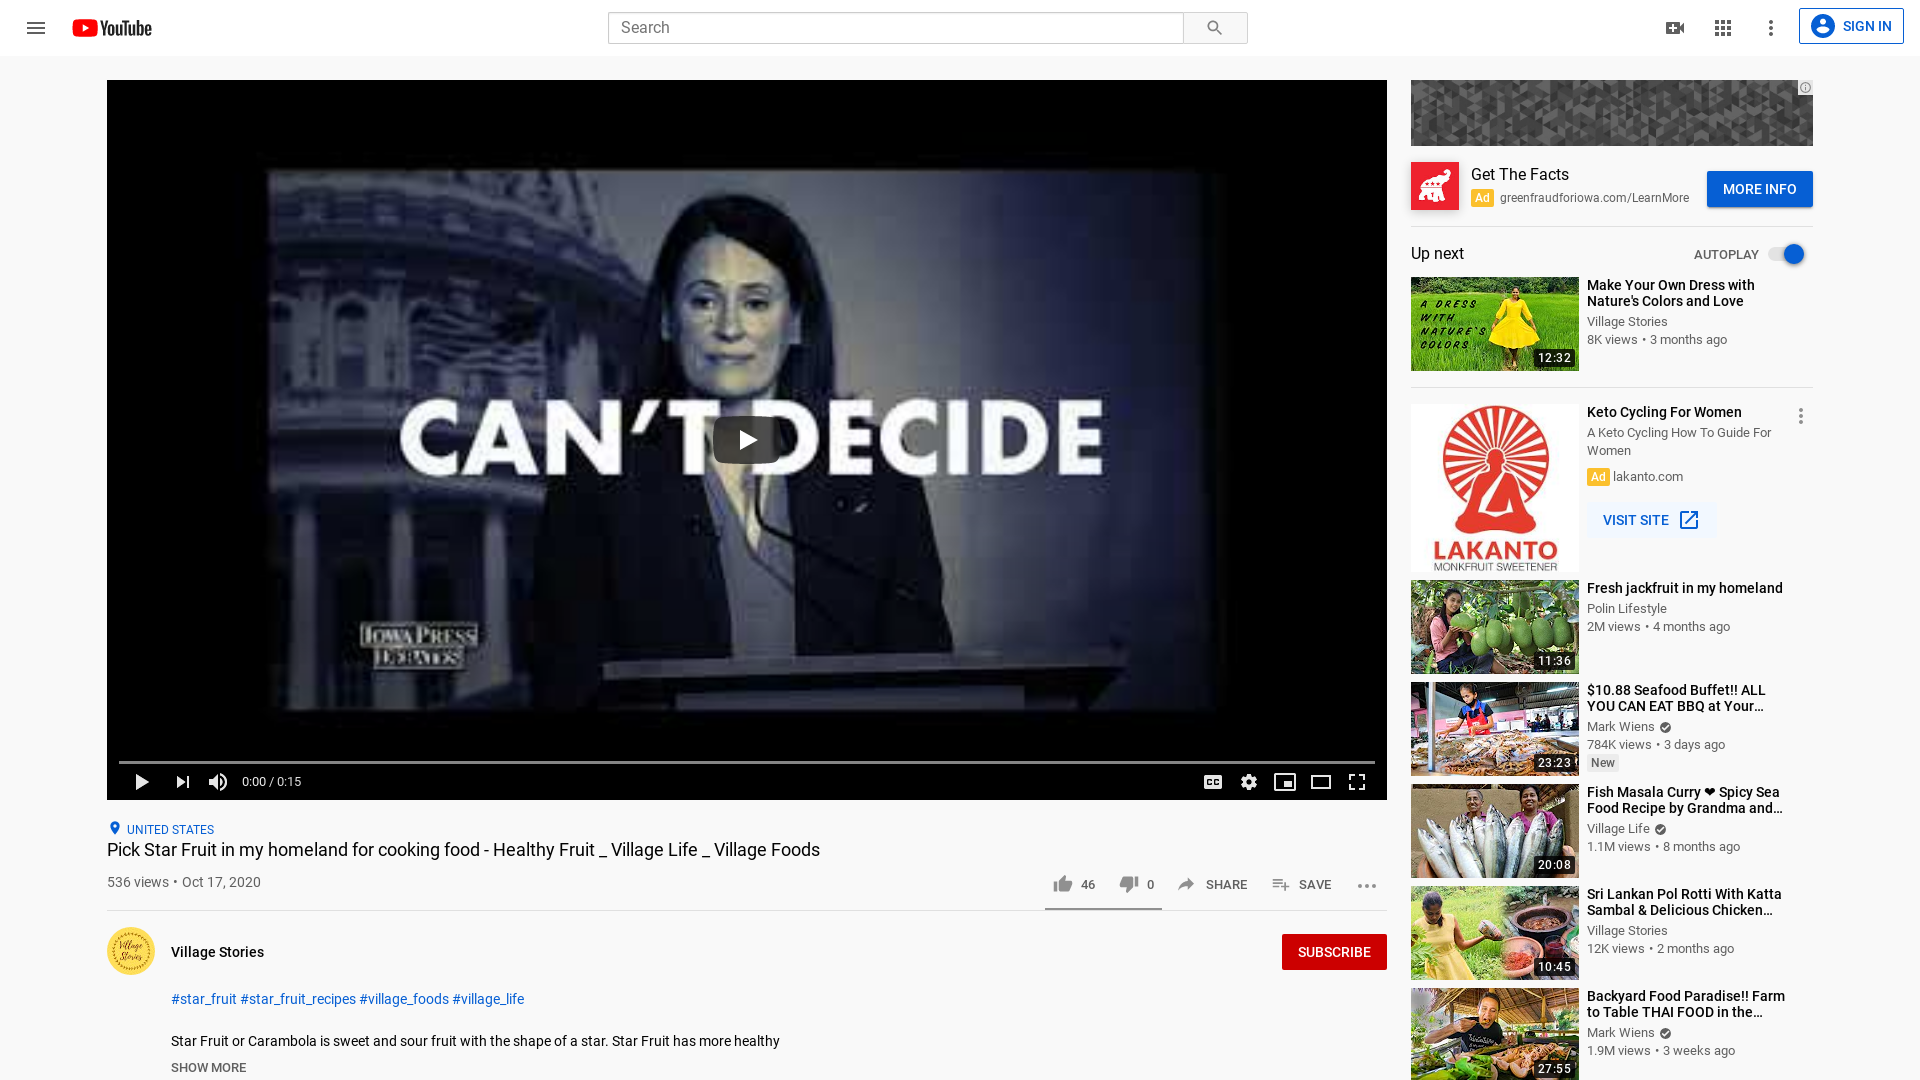 YouTube
Search
SIGN IN
CAN'T DECIDE
IOWA PRESS
DEBATES
0:00 / 0:15
UNITED STATES
Pick Star Fruit in my homeland for cooking food - Healthy Fruit _ Village Life _ Village Foods
536 views • Oct 17, 2020
46
0
SHARE
SAVE
Village Stories
Village Stories
SUBSCRIBE
#star_fruit #star_fruit_recipes #village_foods #village_life
Star Fruit or Carambola is sweet and sour fruit with the shape of a star. Star Fruit has more healthy
SHOW MORE
Get The Facts
Ad greenfraudforiowa.com/LearnMore
MORE INFO
Up next
AUTOPLAY
A DRESS
WITH
NATURE'S
COLORS
12:32
Make Your Own Dress with
Nature's Colors and Love
Village Stories
8K views • 3 months ago
LAKANTO
MONKFRUIT SWEETENER
Keto Cycling For Women
A Keto Cycling How To Guide For
Women
Ad lakanto.com
VISIT SITE
11:36
Fresh jackfruit in my homeland
Polin Lifestyle
2M views • 4 months ago
23:23
$10.88 Seafood Buffet!! ALL
YOU CAN EAT BBQ at Your…
Mark Wiens
784K views • 3 days ago
New
20:08
Fish Masala Curry ❤ Spicy Sea
Food Recipe by Grandma and…
Village Life
1.1M views • 8 months ago
10:45
Sri Lankan Pol Rotti With Katta
Sambal & Delicious Chicken…
Village Stories
12K views • 2 months ago
27:55
Backyard Food Paradise!! Farm
to Table THAI FOOD in the…
Mark Wiens
1.9M views • 3 weeks ago